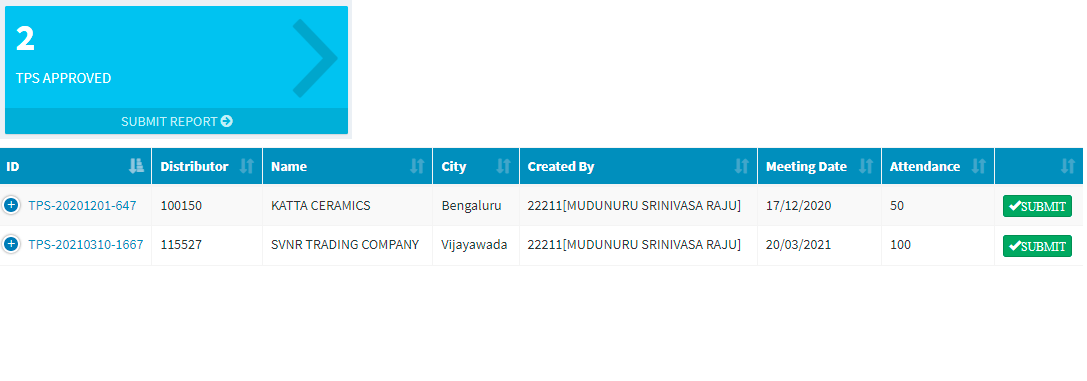 2
TPS APPROVED
SUBMIT REPORT
ID Distributor Name City Created By Meeting Date Attendance
TPS-20201201-647 100150 KATTA CERAMICS Bengaluru 22211[MUDUNURU SRINIVASA RAJU] 17/12/2020 50 SUBMIT
TPS-20210310-1667 115527 SVNR TRADING COMPANY Vijayawada 22211[MUDUNURU SRINIVASA RAJU] 20/03/2021 100 SUBMIT